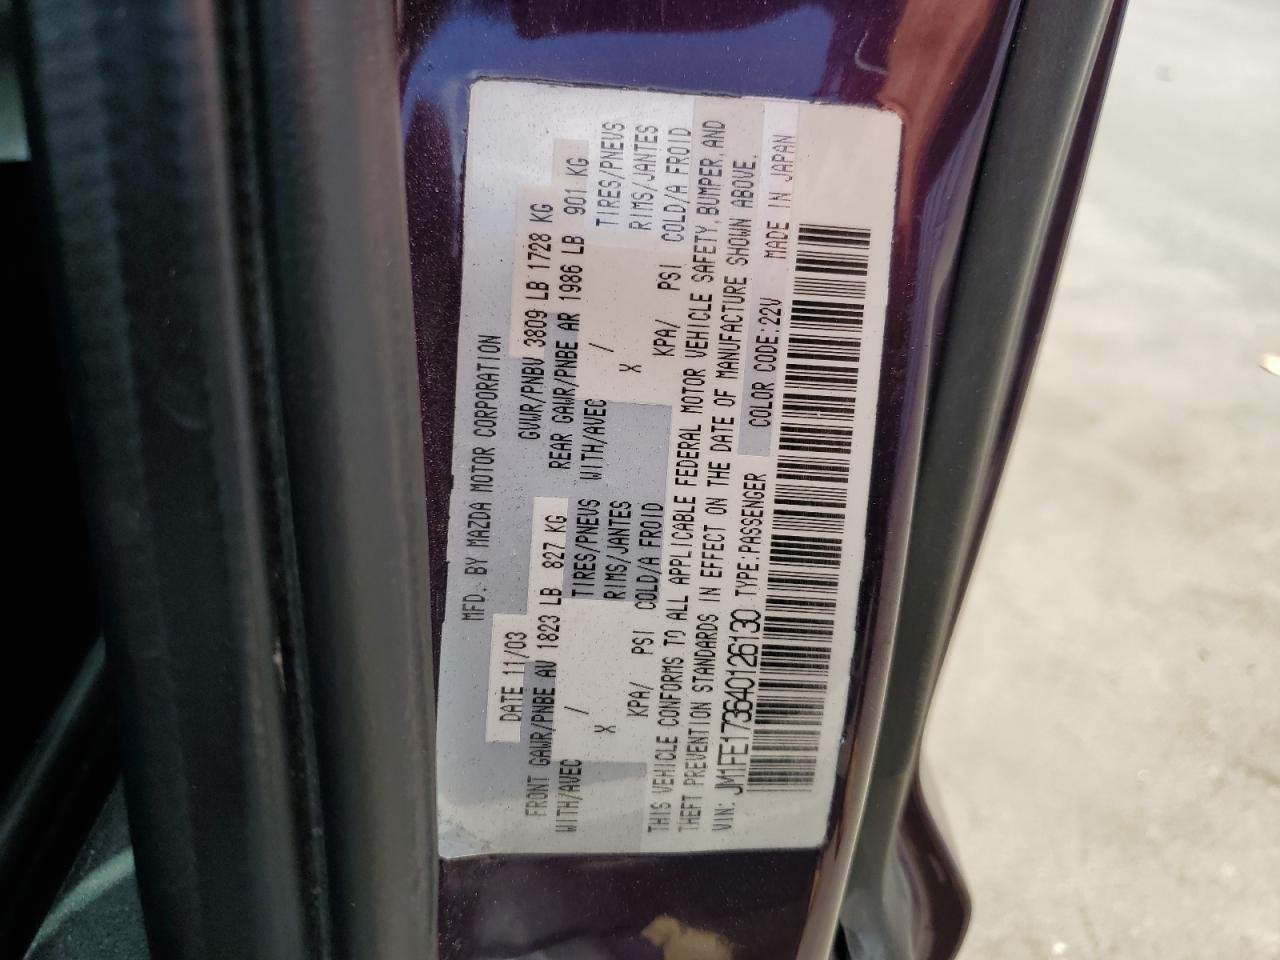 MFD. BY MAZDA MOTOR CORPORATION
DATE 11/03 GVWR/PNBV 3809 LB 1728 KG
FRONT GAWR/PNBE AV 1823 LB 827 KG REAR GAWR/PNBE AR 1986 LB 901 KG
WITH/AVEC / TIRES/PNEUS WITH/AVEC / TIRES/PNEUS
X RIMS/JANTES X RIMS/JANTES
KPA/ PSI COLD/A FROID KPA/ PSI COLD/A FROID
THIS VEHICLE CONFORMS TO ALL APPLICABLE FEDERAL MOTOR VEHICLE SAFETY, BUMPER, AND
THEFT PREVENTION STANDARDS IN EFFECT ON THE DATE OF MANUFACTURE SHOWN ABOVE.
VIN: JM1FE173640126130 TYPE:PASSENGER COLOR CODE:22V MADE IN JAPAN